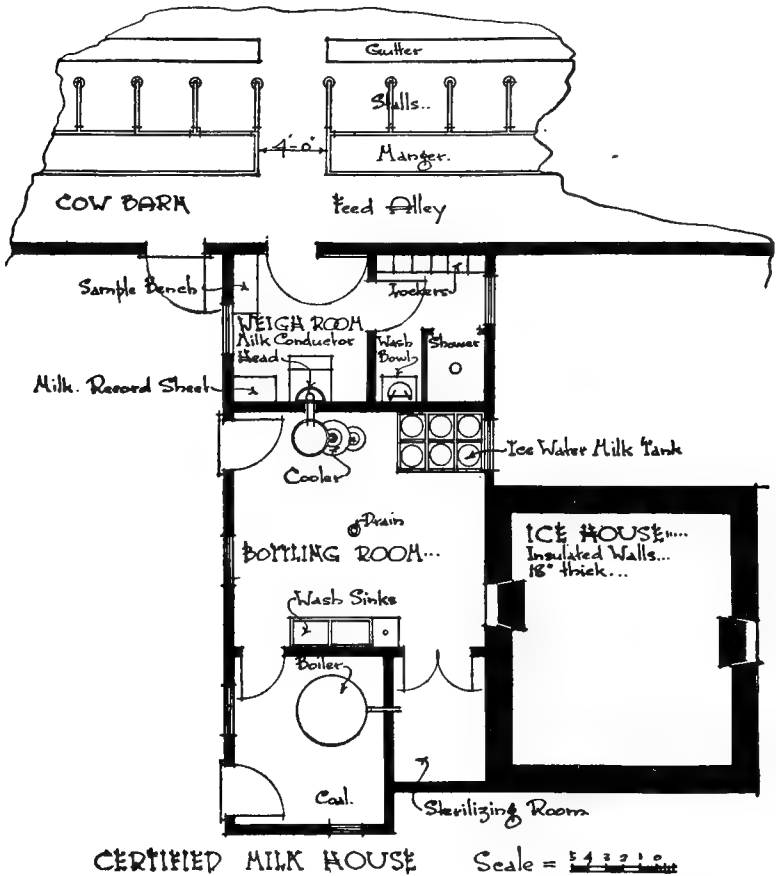 Gutter
Stalls..
4'-0"
Manger.
COW BARN
Feed Alley
Sample Bench
Lockers
WEIGH ROOM
Milk Conductor
Head
Wash
Bowl
Shower
Milk. Record Sheet
Ice Water Milk Tank
Cooler
Drain
BOTTLING ROOM...
ICE HOUSE.....
Insulated Walls...
18" thick...
Wash Sinks
Boiler
Coal.
Sterilizing Room
CERTIFIED MILK HOUSE
Scale = 5 4 3 2 1 0